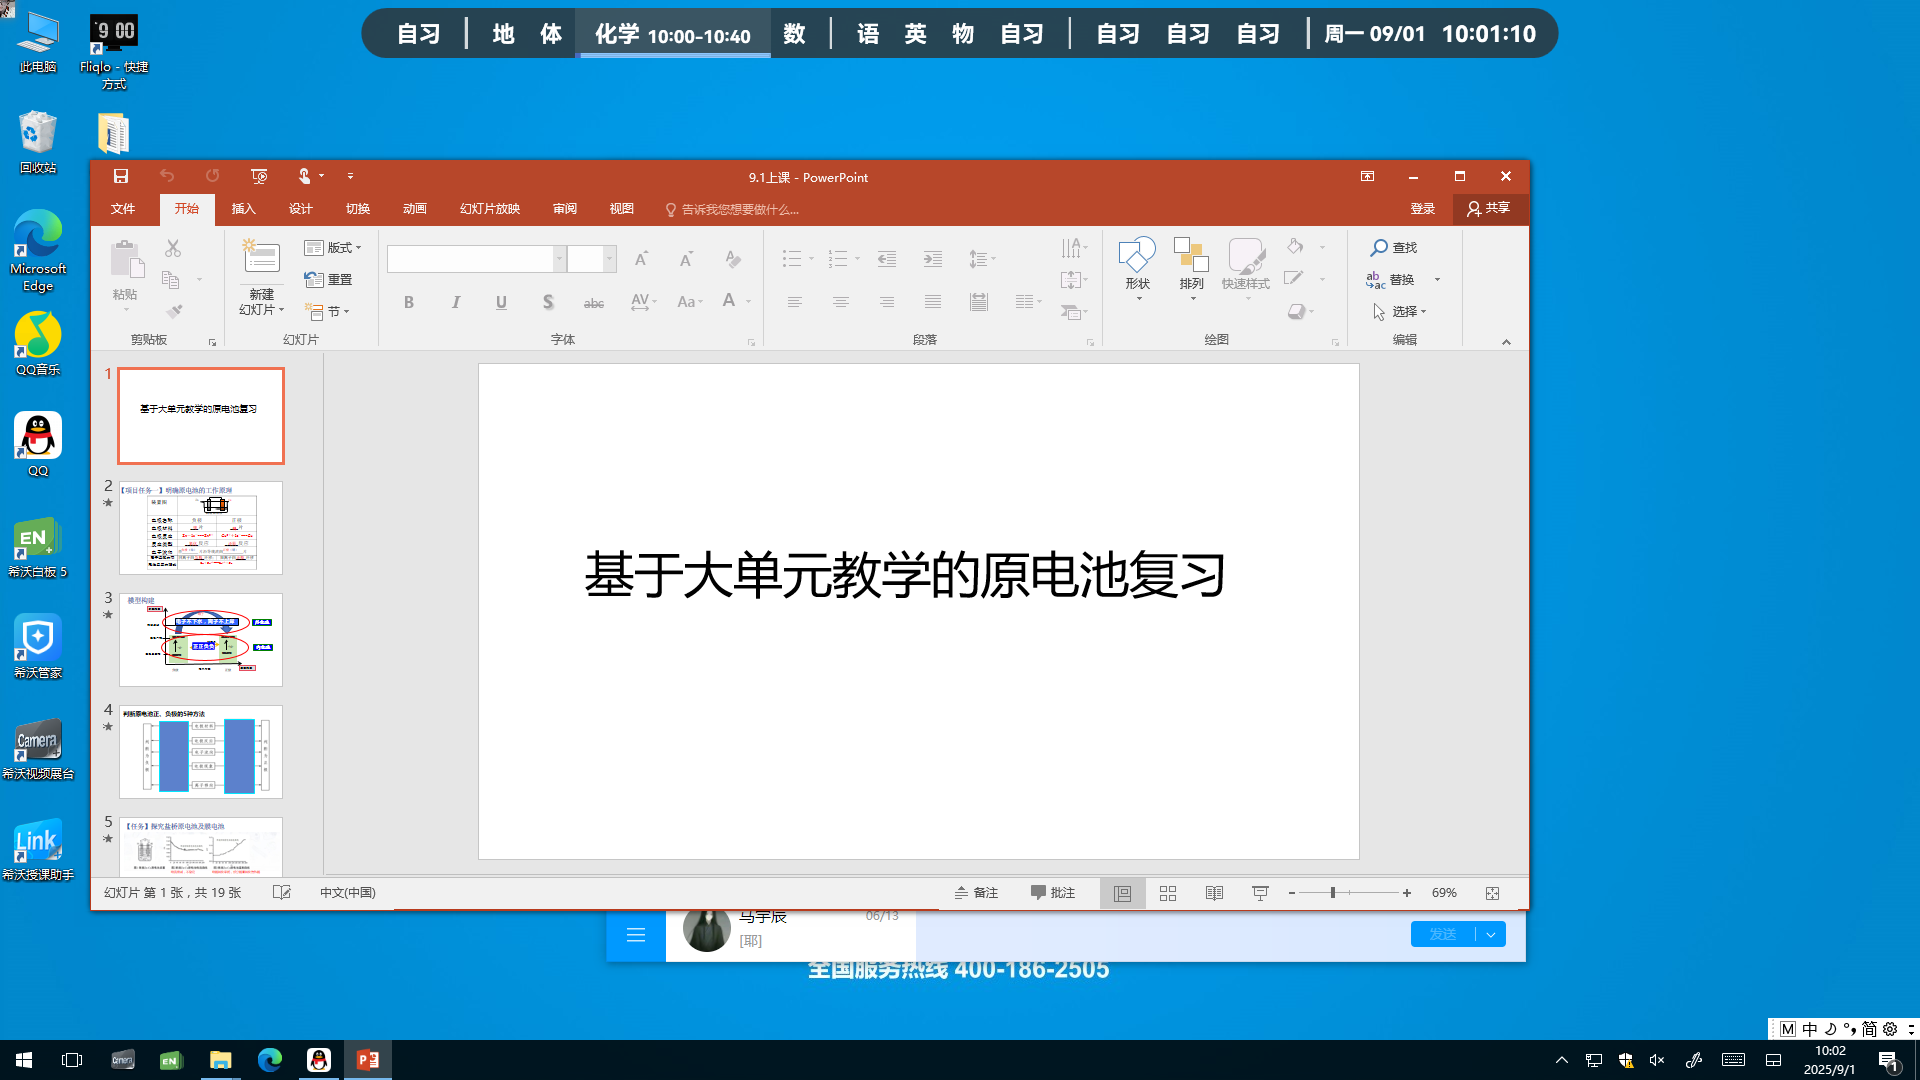 自习 | 地 体 化学 10:00-10:40 数 | 语 英 物 自习 | 自习 自习 自习 | 周一 09/01 10:01:10
此电脑
9 00
Fliqlo - 快捷方式
回收站
Microsoft Edge
QQ音乐
QQ
EN
希沃白板 5
希沃管家
Camera
希沃视频展台
Link
希沃授课助手
9.1上课 - PowerPoint
文件 开始 插入 设计 切换 动画 幻灯片放映 审阅 视图 告诉我您想要做什么... 登录 共享
粘贴
新建
幻灯片
版式
重置
节
B I U S abc AV Aa A
形状 排列 快速样式
查找
替换
选择
剪贴板 幻灯片 字体 段落 绘图 编辑
1
基于大单元教学的原电池复习
2
【项目任务一】明确原电池的工作原理
3
模型构建
4
判断原电池正、负极的5种方法
5
【任务】探究盐桥原电池及膜电池
基于大单元教学的原电池复习
幻灯片 第 1 张，共 19 张 中文(中国) 备注 批注 69%
马宇辰 06/13
[耶]
发送
全国服务热线 400-186-2505
M 中 简
10:02
2025/9/1
1